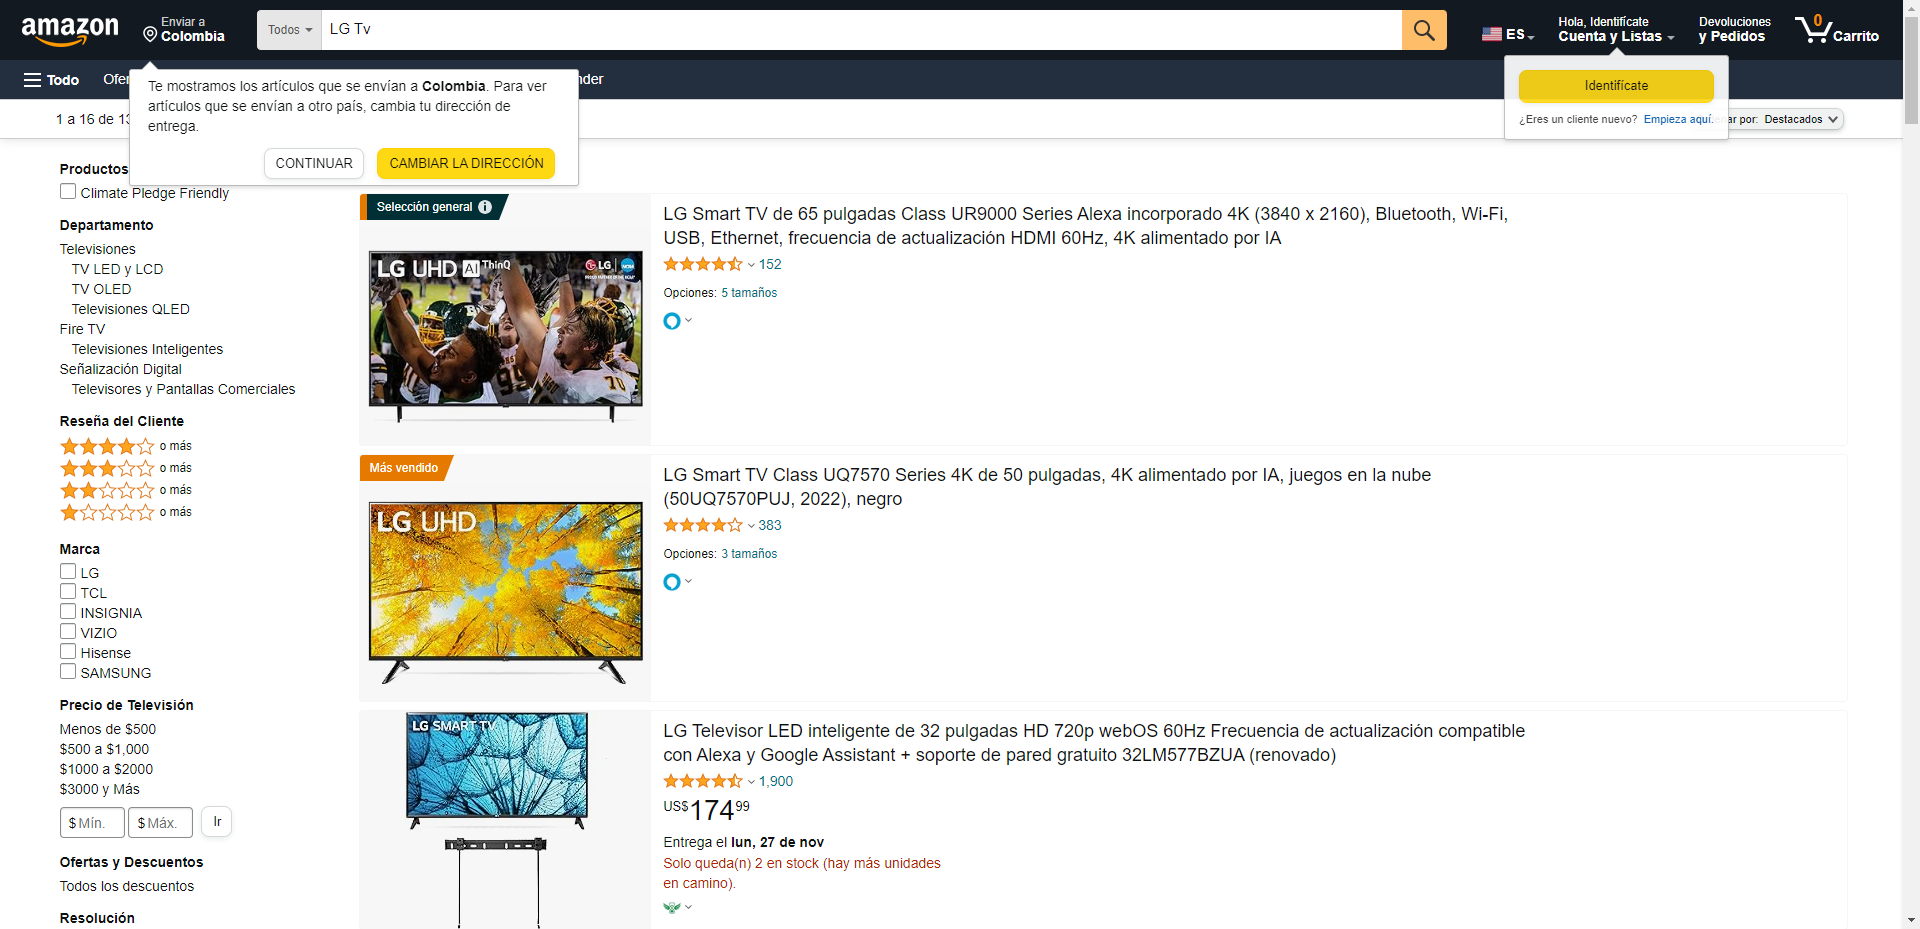 amazon
Enviar a
Colombia
Todos
LG Tv
ES
Hola, Identifícate
Cuenta y Listas
Devoluciones
y Pedidos
0
Carrito
Todo
Te mostramos los artículos que se envían a Colombia. Para ver
artículos que se envían a otro país, cambia tu dirección de
entrega.
CONTINUAR
CAMBIAR LA DIRECCIÓN
Identifícate
¿Eres un cliente nuevo? Empieza aquí.
1 a 16 de
por: Destacados
Productos
Climate Pledge Friendly
Departamento
Televisiones
TV LED y LCD
TV OLED
Televisiones QLED
Fire TV
Televisiones Inteligentes
Señalización Digital
Televisores y Pantallas Comerciales
Reseña del Cliente
o más
o más
o más
o más
Marca
LG
TCL
INSIGNIA
VIZIO
Hisense
SAMSUNG
Precio de Televisión
Menos de $500
$500 a $1,000
$1000 a $2000
$3000 y Más
$ Mín.
$ Máx.
Ir
Ofertas y Descuentos
Todos los descuentos
Resolución
Selección general
LG UHD AI ThinQ
LG
70
LG Smart TV de 65 pulgadas Class UR9000 Series Alexa incorporado 4K (3840 x 2160), Bluetooth, Wi-Fi,
USB, Ethernet, frecuencia de actualización HDMI 60Hz, 4K alimentado por IA
152
Opciones: 5 tamaños
Más vendido
LG UHD
LG Smart TV Class UQ7570 Series 4K de 50 pulgadas, 4K alimentado por IA, juegos en la nube
(50UQ7570PUJ, 2022), negro
383
Opciones: 3 tamaños
LG SMART TV
LG Televisor LED inteligente de 32 pulgadas HD 720p webOS 60Hz Frecuencia de actualización compatible
con Alexa y Google Assistant + soporte de pared gratuito 32LM577BZUA (renovado)
1,900
US$174 99
Entrega el lun, 27 de nov
Solo queda(n) 2 en stock (hay más unidades
en camino).